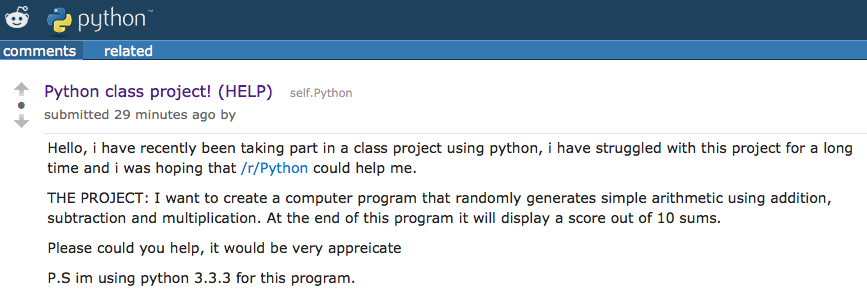 python™
comments related
Python class project! (HELP) self.Python
submitted 29 minutes ago by
Hello, i have recently been taking part in a class project using python, i have struggled with this project for a long
time and i was hoping that /r/Python could help me.
THE PROJECT: I want to create a computer program that randomly generates simple arithmetic using addition,
subtraction and multiplication. At the end of this program it will display a score out of 10 sums.
Please could you help, it would be very appreicate
P.S im using python 3.3.3 for this program.